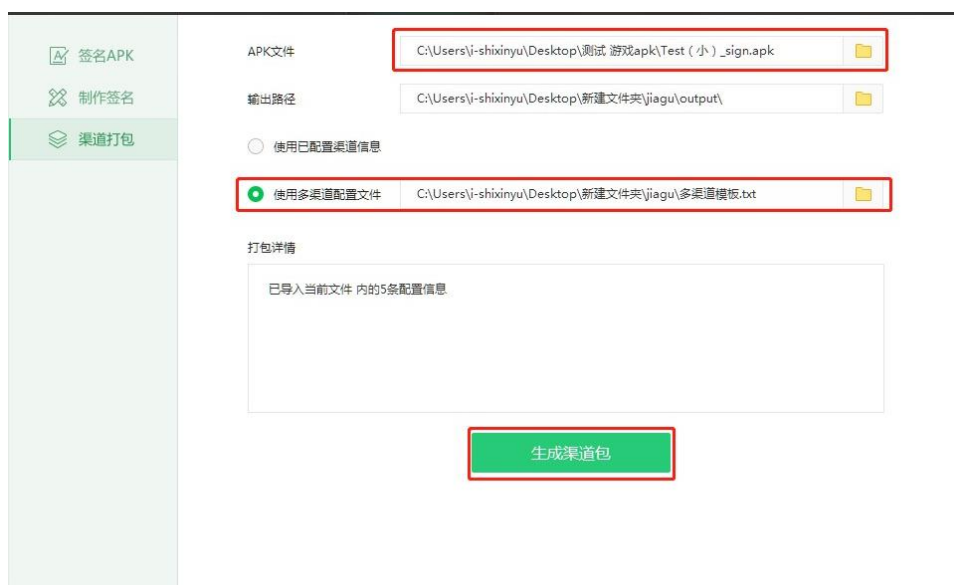 签名APK
制作签名
渠道打包
APK文件 C:\Users\i-shixinyu\Desktop\测试 游戏apk\Test（小）_sign.apk
输出路径 C:\Users\i-shixinyu\Desktop\新建文件夹\jiagu\output\
使用已配置渠道信息
使用多渠道配置文件 C:\Users\i-shixinyu\Desktop\新建文件夹\jiagu\多渠道模板.txt
打包详情
已导入当前文件 内的5条配置信息
生成渠道包